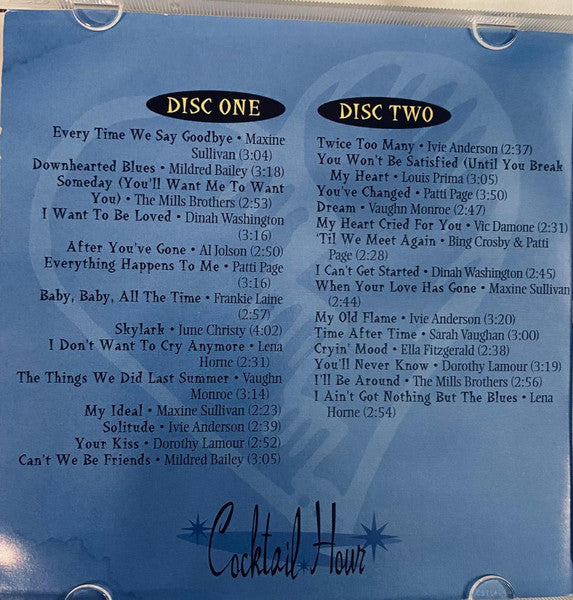 DISC ONE
Every Time We Say Goodbye • Maxine
Sullivan (3:04)
Downhearted Blues • Mildred Bailey (3:18)
Someday (You'll Want Me To Want
You) • The Mills Brothers (2:53)
I Want To Be Loved • Dinah Washington
(3:16)
After You've Gone • Al Jolson (2:50)
Everything Happens To Me • Patti Page
(3:16)
Baby, Baby, All The Time • Frankie Laine
(2:57)
Skylark • June Christy (4:02)
I Don't Want To Cry Anymore • Lena
Horne (2:31)
The Things We Did Last Summer • Vaughn
Monroe (3:14)
My Ideal • Maxine Sullivan (2:23)
Solitude • Ivie Anderson (2:39)
Your Kiss • Dorothy Lamour (2:52)
Can't We Be Friends • Mildred Bailey (3:05)
DISC TWO
Twice Too Many • Ivie Anderson (2:37)
You Won't Be Satisfied (Until You Break
My Heart • Louis Prima (3:05)
You've Changed • Patti Page (3:50)
Dream • Vaughn Monroe (2:47)
My Heart Cried For You • Vic Damone (2:31)
'Til We Meet Again • Bing Crosby & Patti
Page (2:28)
I Can't Get Started • Dinah Washington (2:45)
When Your Love Has Gone • Maxine Sullivan
(2:44)
My Old Flame • Ivie Anderson (3:20)
Time After Time • Sarah Vaughan (3:00)
Cryin' Mood • Ella Fitzgerald (2:38)
You'll Never Know • Dorothy Lamour (3:19)
I'll Be Around • The Mills Brothers (2:56)
I Ain't Got Nothing But The Blues • Lena
Horne (2:54)
Cocktail Hour